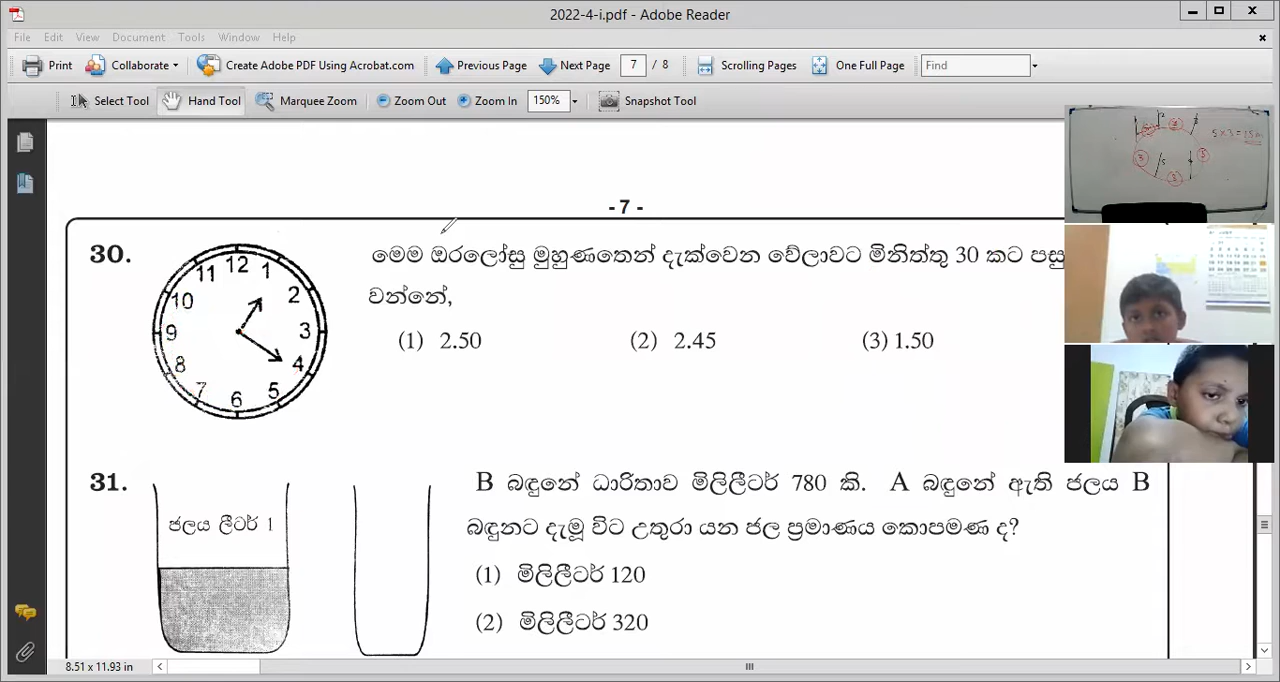 2022-4-i.pdf - Adobe Reader
File Edit View Document Tools Window Help
Print Collaborate Create Adobe PDF Using Acrobat.com Previous Page Next Page 7 / 8 Scrolling Pages One Full Page Find
Select Tool Hand Tool Marquee Zoom Zoom Out Zoom In 150% Snapshot Tool
5 x 3 = 15
- 7 -
30. මෙම ඔරලෝසු මුහුණතෙන් දැක්වෙන වේලාවට මිනිත්තු 30 කට පසු
වන්නේ,
(1) 2.50 (2) 2.45 (3) 1.50
12 1 2 3 4 5 6 7 8 9 10 11
31. B බඳුනේ ධාරිතාව මිලිලීටර් 780 කි. A බඳුනේ ඇති ජලය B
බඳුනට දැමූ විට උතුරා යන ජල ප්‍රමාණය කොපමණ ද?
ජලය ලීටර් 1
(1) මිලිලීටර් 120
(2) මිලිලීටර් 320
8.51 x 11.93 in